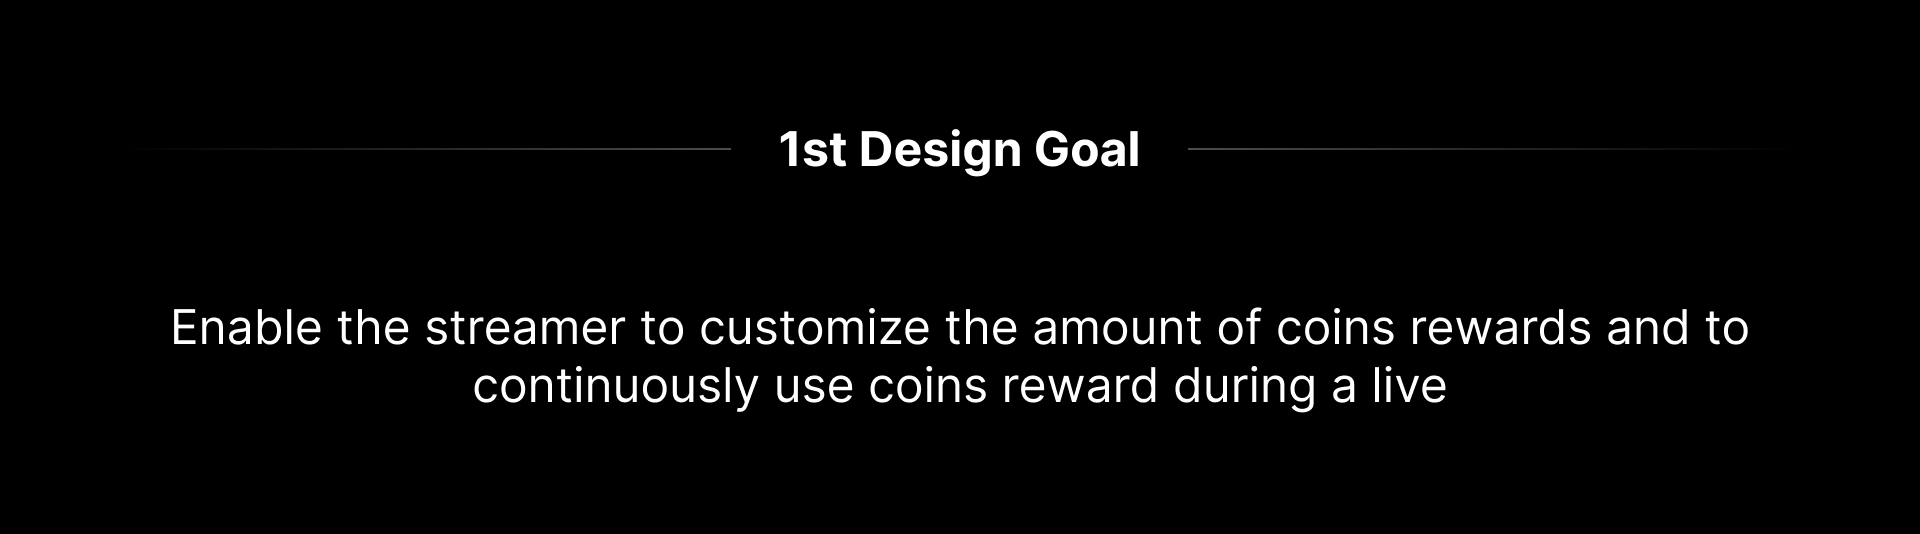 1st Design Goal
Enable the streamer to customize the amount of coins rewards and to
continuously use coins reward during a live